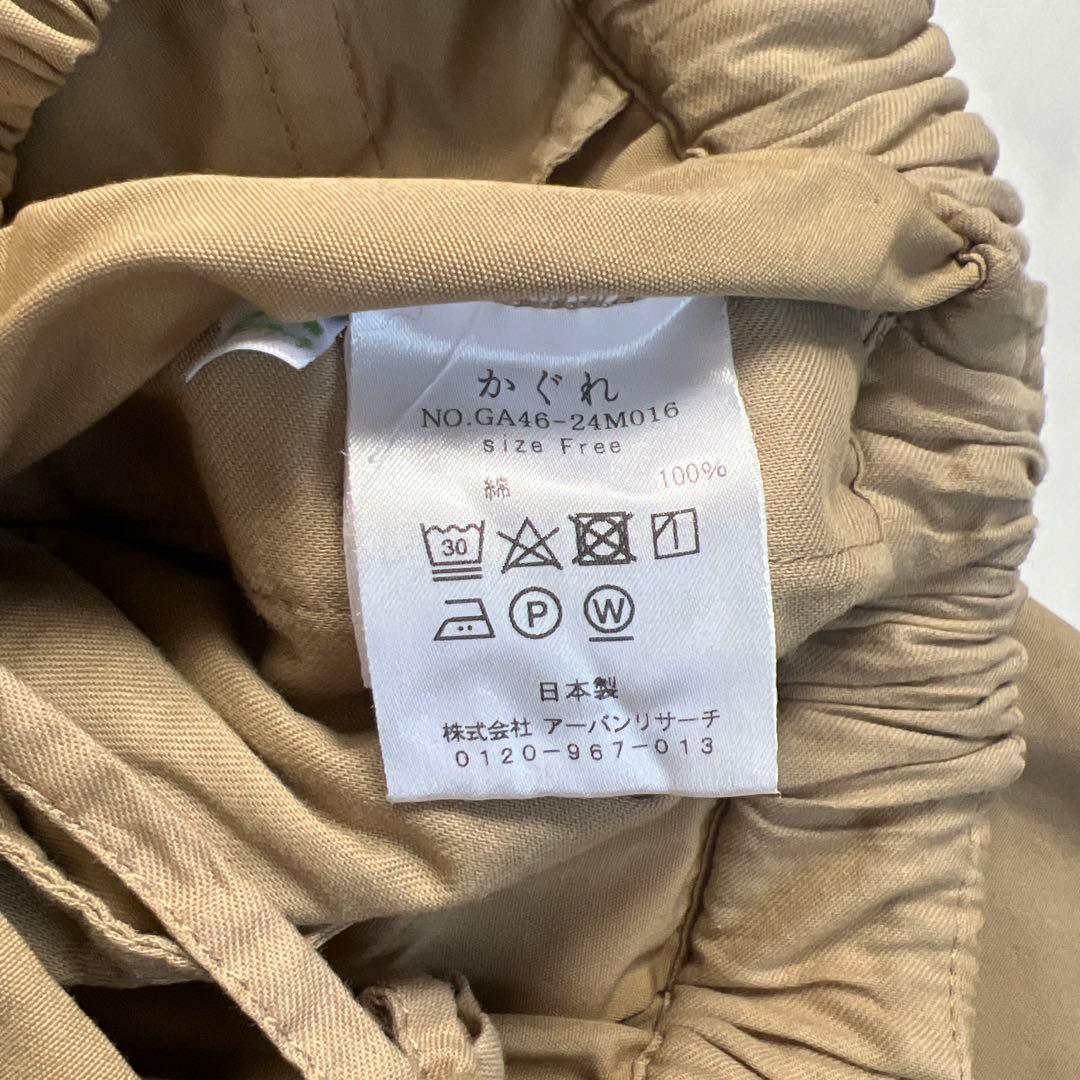 かぐれ
NO.GA46-24M016
size Free
綿 100%
30
P W
日本製
株式会社 アーバンリサーチ
0120-967-013